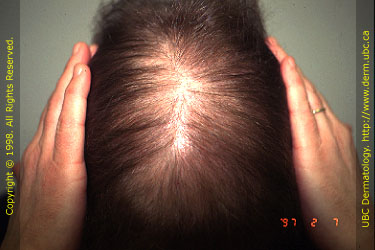 Copyright © 1998. All Rights Reserved.
UBC Dermatology. http://www.derm.ubc.ca
'97 2 7